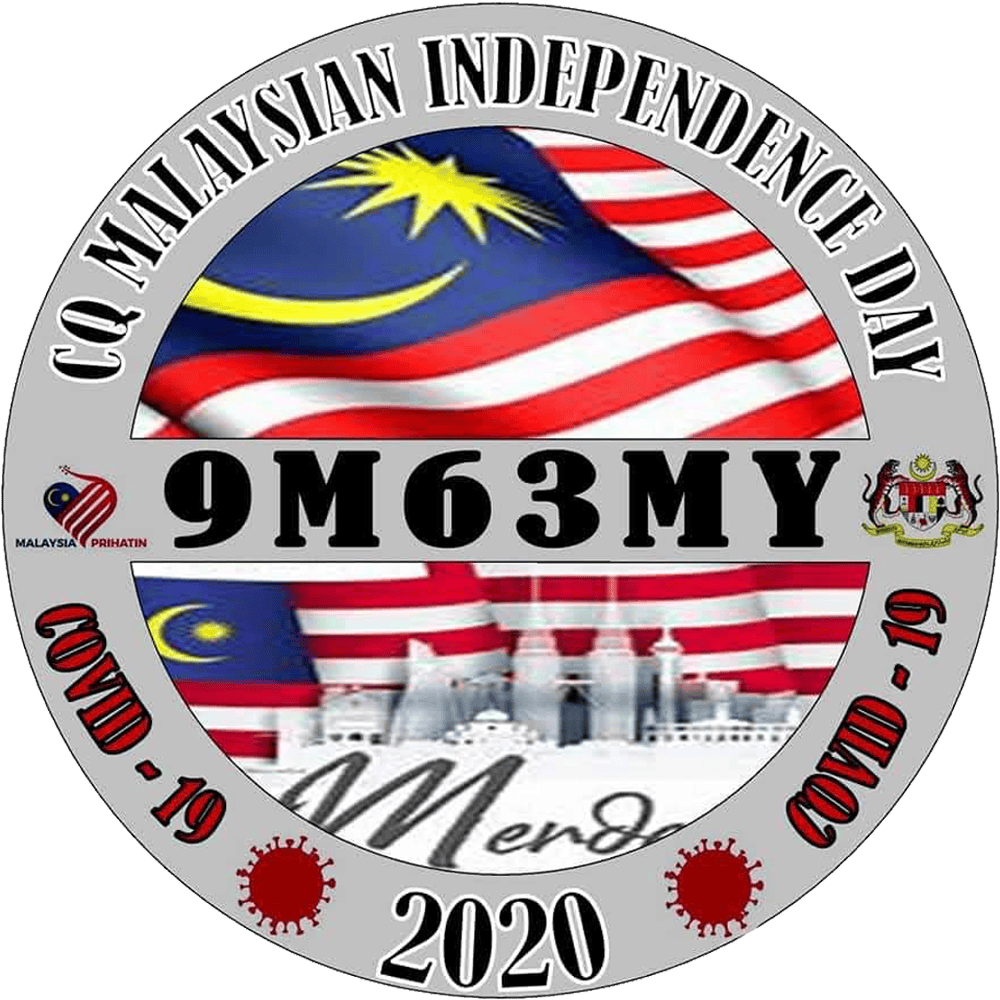 CQ MALAYSIAN INDEPENDENCE DAY
9M63MY
MALAYSIA PRIHATIN
COVID - 19
COVID - 19
2020